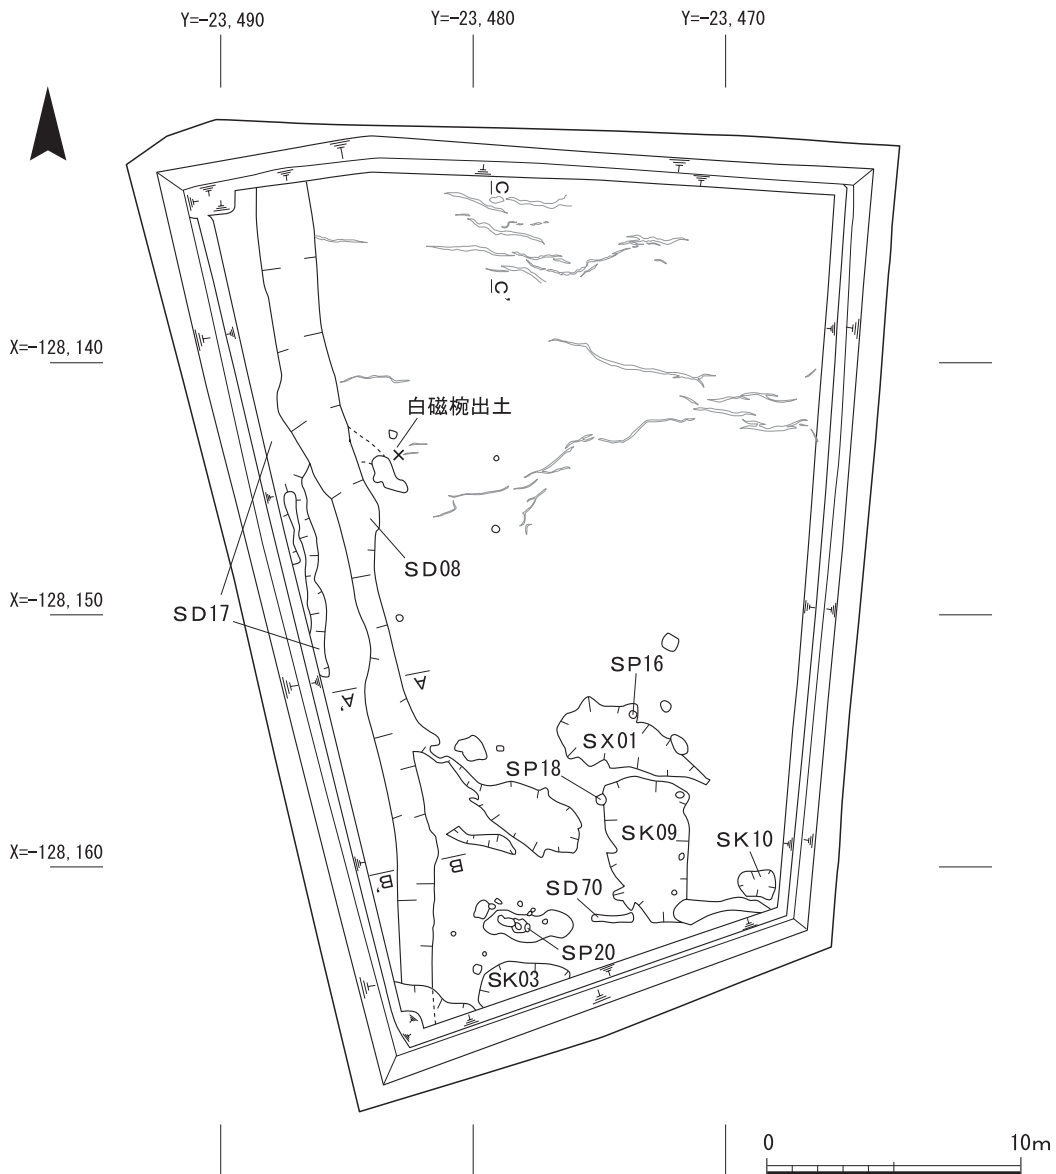 Y=-23,490
Y=-23,480
Y=-23,470
C
C'
X=-128,140
白磁椀出土
SD08
X=-128,150
SD17
SP16
A
A'
SX01
SP18
SK09
SK10
X=-128,160
B
B'
SD70
SP20
SK03
0
10m